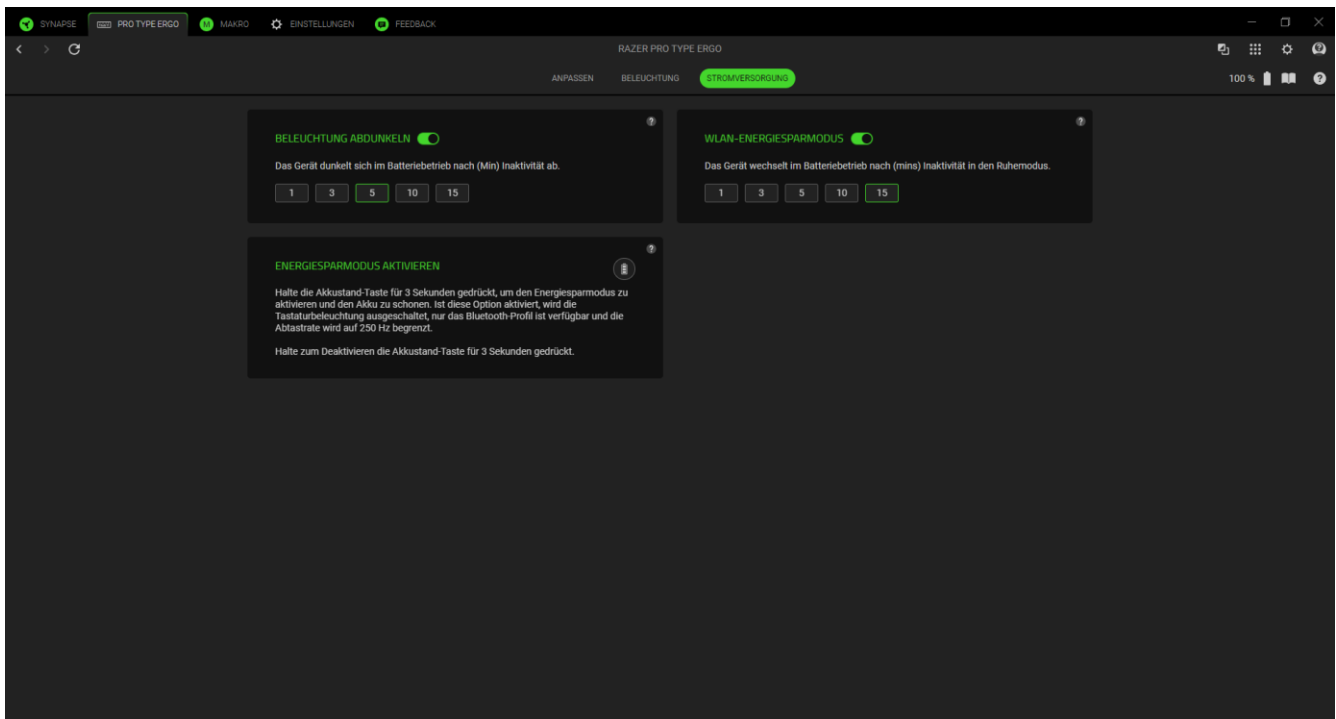 SYNAPSE
PRO TYPE ERGO
MAKRO
EINSTELLUNGEN
FEEDBACK
RAZER PRO TYPE ERGO
ANPASSEN
BELEUCHTUNG
STROMVERSORGUNG
100 %
BELEUCHTUNG ABDUNKELN
Das Gerät dunkelt sich im Batteriebetrieb nach (Min) Inaktivität ab.
1 3 5 10 15
WLAN-ENERGIESPARMODUS
Das Gerät wechselt im Batteriebetrieb nach (mins) Inaktivität in den Ruhemodus.
1 3 5 10 15
ENERGIESPARMODUS AKTIVIEREN
Halte die Akkustand-Taste für 3 Sekunden gedrückt, um den Energiesparmodus zu
aktivieren und den Akku zu schonen. Ist diese Option aktiviert, wird die
Tastaturbeleuchtung ausgeschaltet, nur das Bluetooth-Profil ist verfügbar und die
Abtastrate wird auf 250 Hz begrenzt.
Halte zum Deaktivieren die Akkustand-Taste für 3 Sekunden gedrückt.